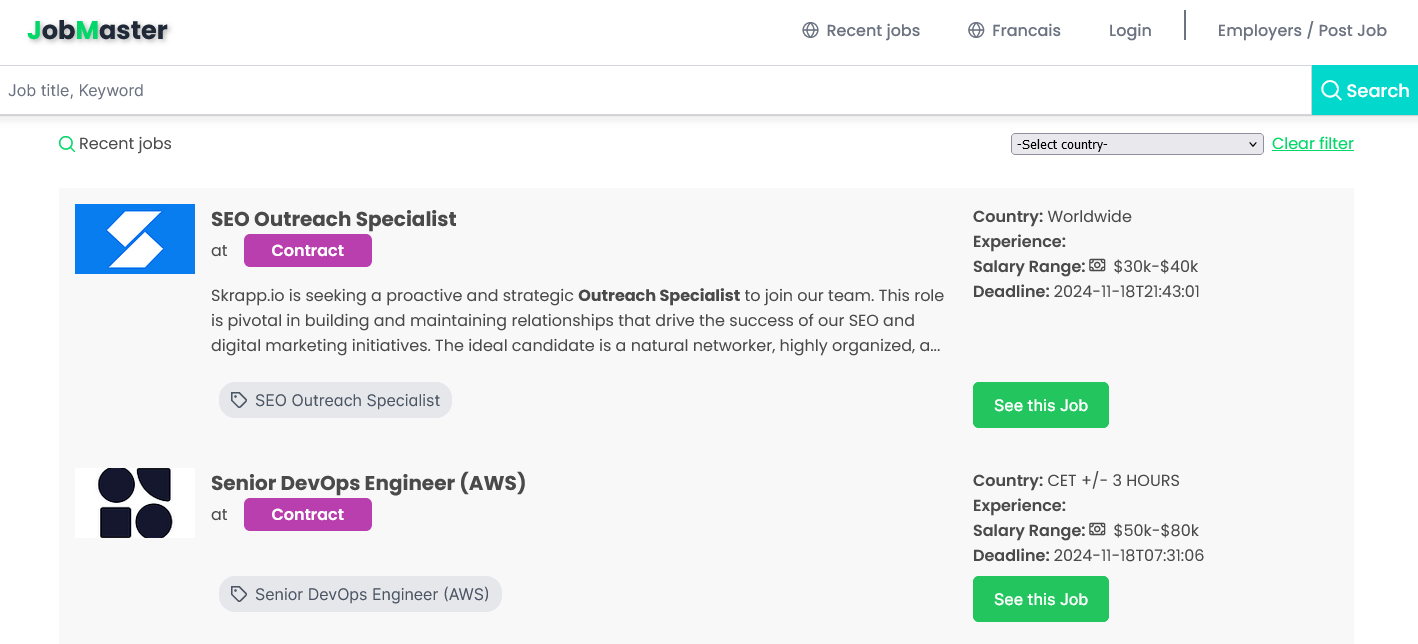 JobMaster
Recent jobs
Francais
Login
Employers / Post Job
Job title, Keyword
Search
Recent jobs
-Select country-
Clear filter
SEO Outreach Specialist
at Contract
Skrapp.io is seeking a proactive and strategic Outreach Specialist to join our team. This role
is pivotal in building and maintaining relationships that drive the success of our SEO and
digital marketing initiatives. The ideal candidate is a natural networker, highly organized, a...
SEO Outreach Specialist
Country: Worldwide
Experience:
Salary Range: $30k-$40k
Deadline: 2024-11-18T21:43:01
See this Job
Senior DevOps Engineer (AWS)
at Contract
Senior DevOps Engineer (AWS)
Country: CET +/- 3 HOURS
Experience:
Salary Range: $50k-$80k
Deadline: 2024-11-18T07:31:06
See this Job